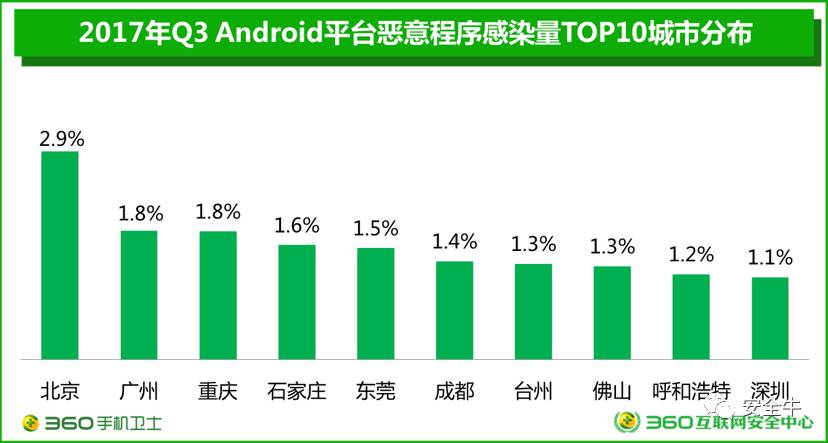 2017年Q3 Android平台恶意程序感染量TOP10城市分布
2.9%
1.8%
1.8%
1.6%
1.5%
1.4%
1.3%
1.3%
1.2%
1.1%
北京 广州 重庆 石家庄 东莞 成都 台州 佛山 呼和浩特 深圳
安全牛
360手机卫士
360互联网安全中心